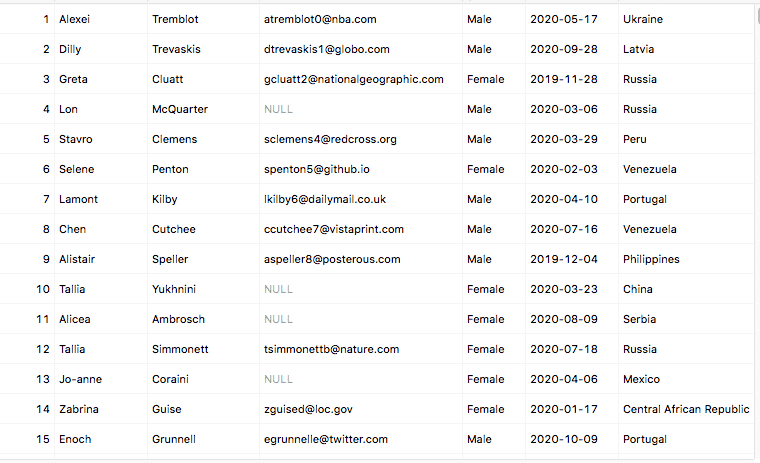 1 Alexei Tremblot atremblot0@nba.com Male 2020-05-17 Ukraine
2 Dilly Trevaskis dtrevaskis1@globo.com Male 2020-09-28 Latvia
3 Greta Cluatt gcluatt2@nationalgeographic.com Female 2019-11-28 Russia
4 Lon McQuarter NULL Male 2020-03-06 Russia
5 Stavro Clemens sclemens4@redcross.org Male 2020-03-29 Peru
6 Selene Penton spenton5@github.io Female 2020-02-03 Venezuela
7 Lamont Kilby lkilby6@dailymail.co.uk Male 2020-04-10 Portugal
8 Chen Cutchee ccutchee7@vistaprint.com Male 2020-07-16 Venezuela
9 Alistair Speller aspeller8@posterous.com Male 2019-12-04 Philippines
10 Tallia Yukhnini NULL Female 2020-03-23 China
11 Alicea Ambrosch NULL Female 2020-08-09 Serbia
12 Tallia Simmonett tsimmonettb@nature.com Female 2020-07-18 Russia
13 Jo-anne Coraini NULL Female 2020-04-06 Mexico
14 Zabrina Guise zguised@loc.gov Female 2020-01-17 Central African Republic
15 Enoch Grunnell egrunnelle@twitter.com Male 2020-10-09 Portugal